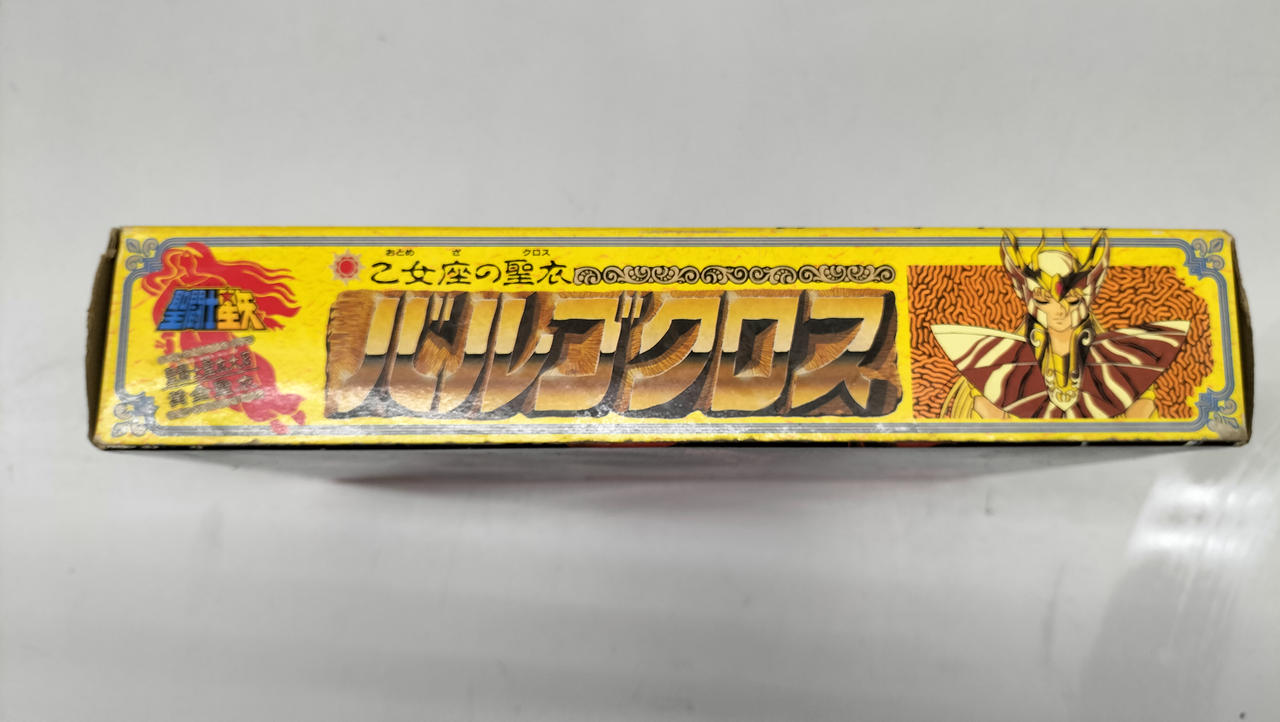 聖闘士星矢
おとめ ざ クロス
乙女座の聖衣
バルゴクロス